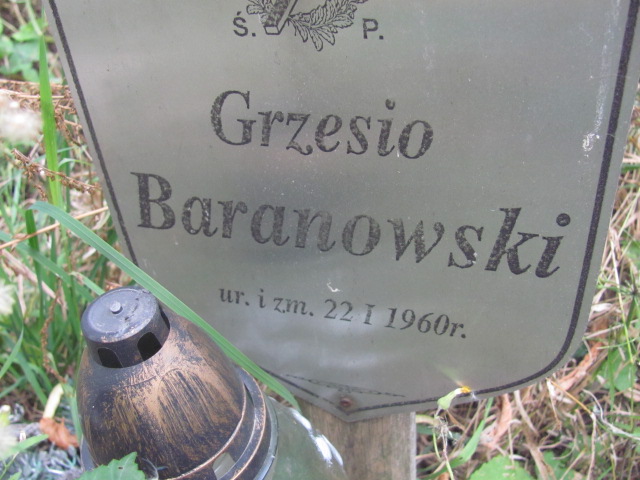 Ś. P.
Grzesio
Baranowski
ur. i zm. 22 I 1960r.